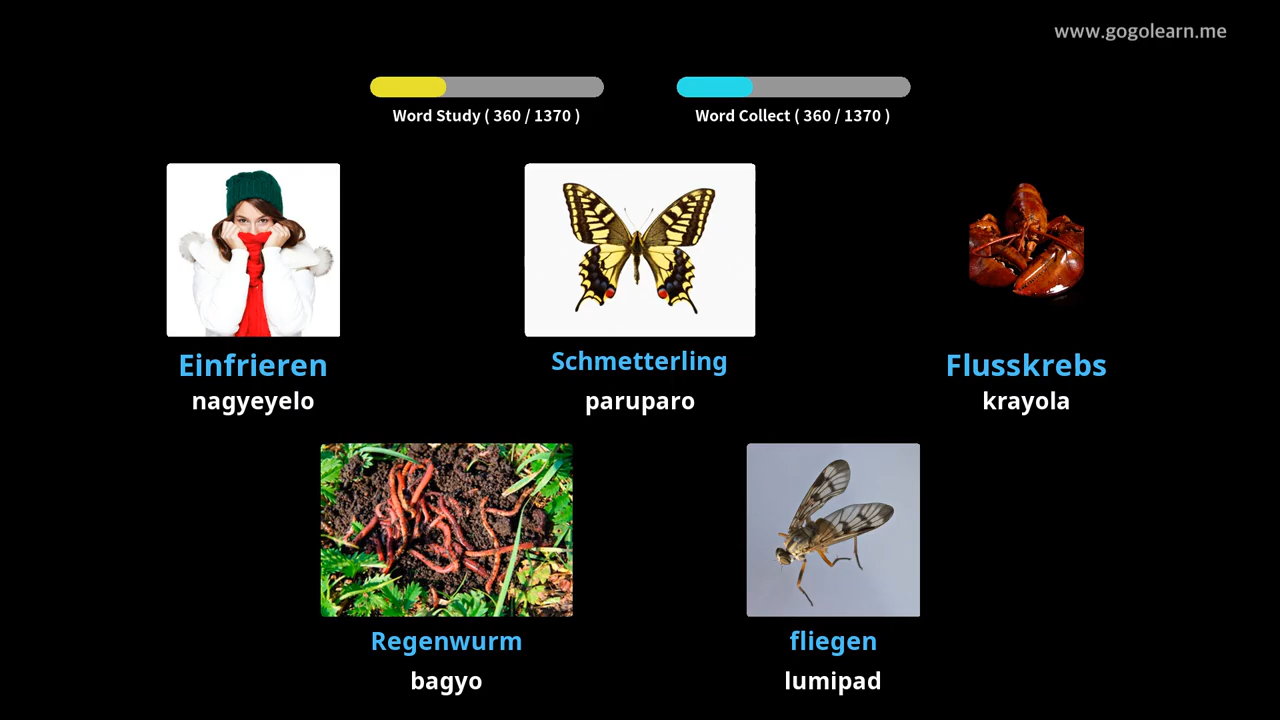 www.gogolearn.me
Word Study ( 360 / 1370 )
Word Collect ( 360 / 1370 )
Einfrieren
nagyeyelo
Schmetterling
paruparo
Flusskrebs
krayola
Regenwurm
bagyo
fliegen
lumipad